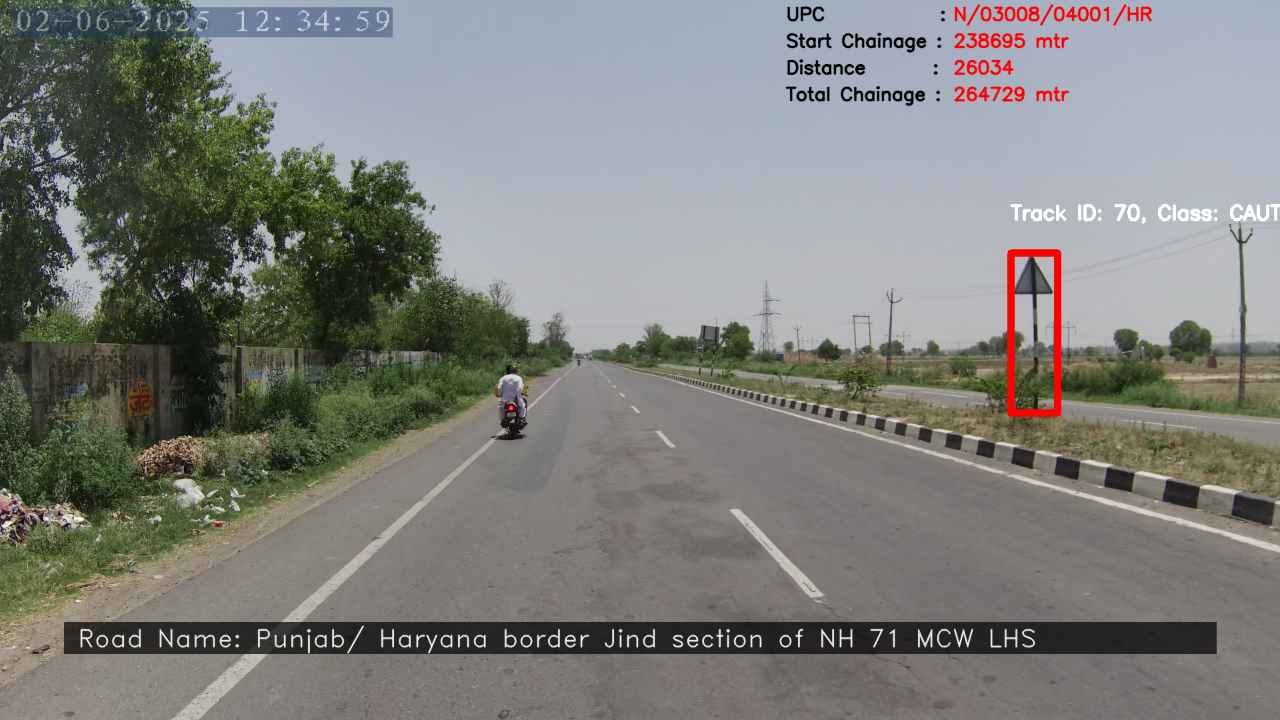 02-06-2025 12:34:59
UPC : N/03008/04001/HR
Start Chainage : 238695 mtr
Distance : 26034
Total Chainage : 264729 mtr
Track ID: 70, Class: CAUT
Road Name: Punjab/ Haryana border Jind section of NH 71 MCW LHS